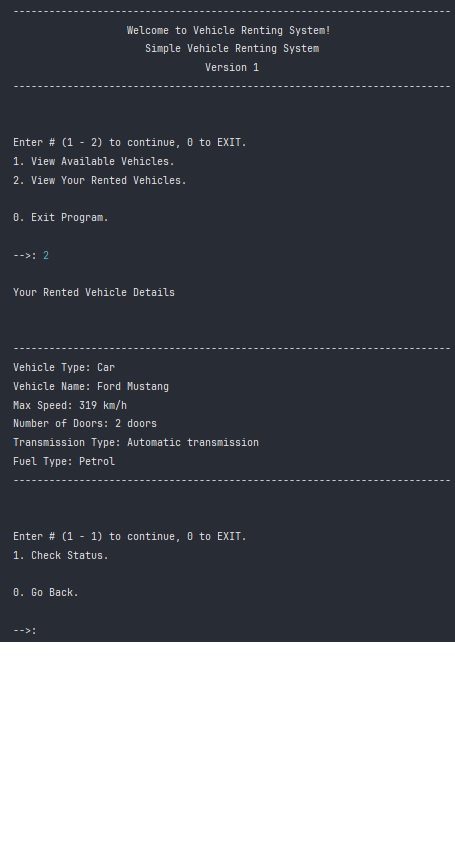 -------------------------------------------------------------------------
Welcome to Vehicle Renting System!
Simple Vehicle Renting System
Version 1
-------------------------------------------------------------------------
Enter # (1 - 2) to continue, 0 to EXIT.
1. View Available Vehicles.
2. View Your Rented Vehicles.
0. Exit Program.
-->: 2
Your Rented Vehicle Details
-------------------------------------------------------------------------
Vehicle Type: Car
Vehicle Name: Ford Mustang
Max Speed: 319 km/h
Number of Doors: 2 doors
Transmission Type: Automatic transmission
Fuel Type: Petrol
-------------------------------------------------------------------------
Enter # (1 - 1) to continue, 0 to EXIT.
1. Check Status.
0. Go Back.
-->: